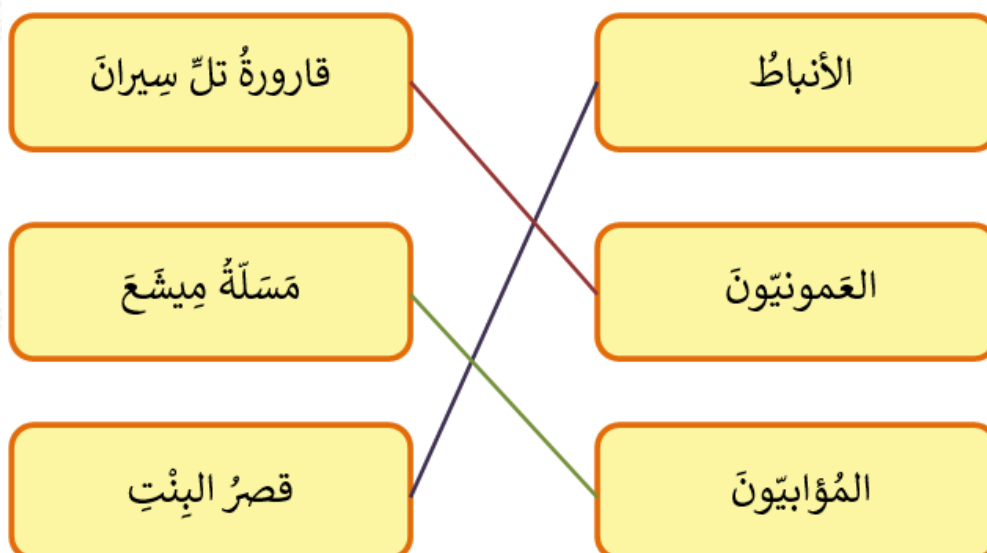 الأنباطُ
قارورةُ تلِّ سِيرانَ
العَمونيّونَ
مَسَلّةُ مِيشَعَ
المُؤابيّونَ
قصرُ البِنْتِ